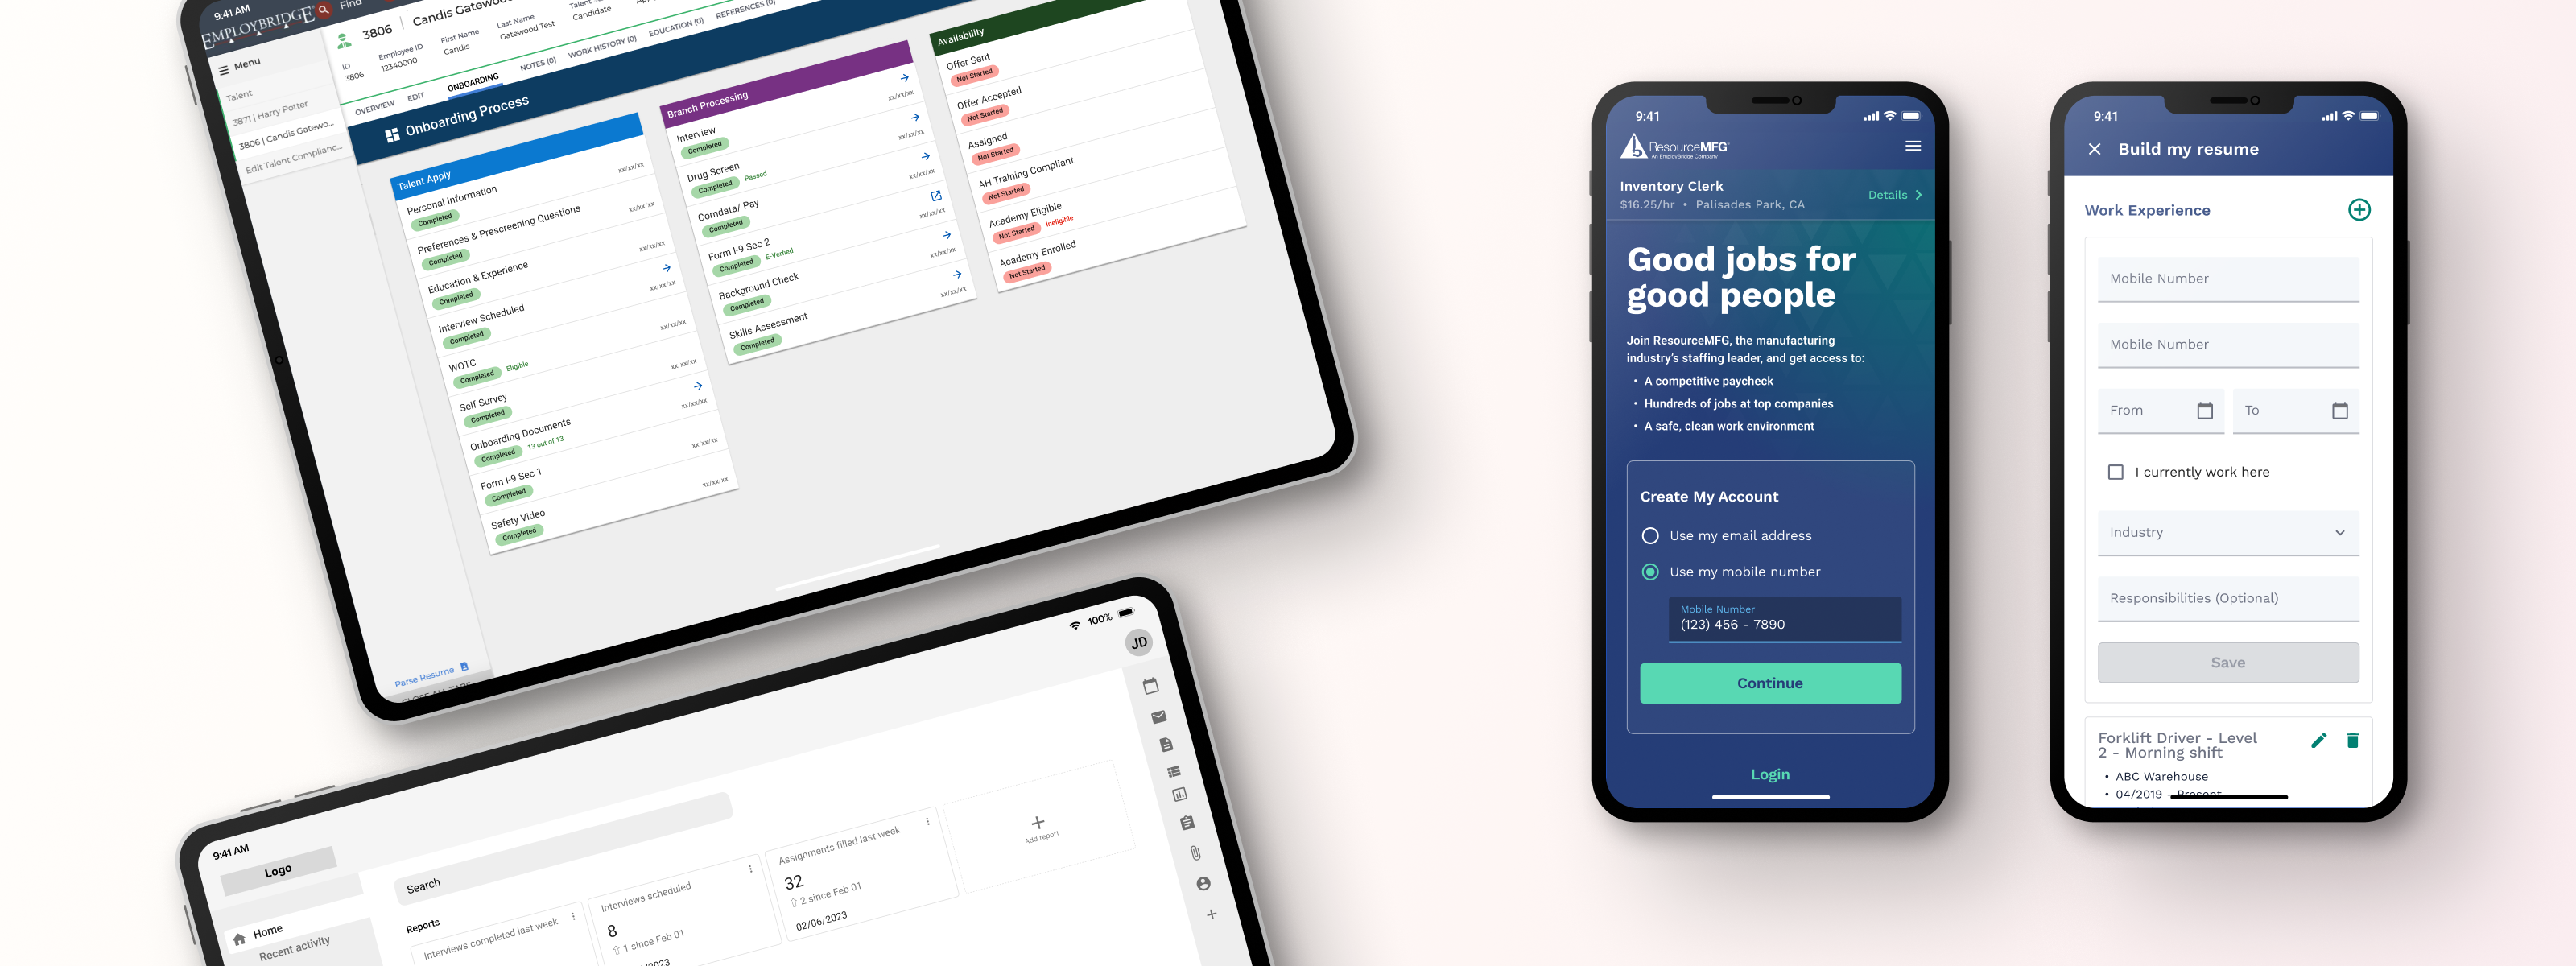 9:41 AM
EMPLOYBRIDGE
Find
Menu
Talent
3871 | Harry Potter
3806 | Candis Gatewo...
Edit Talent Complianc...
Parse Resume
3806 | Candis
ID
3806
Employee ID
12340000
First Name
Candis
Last Name
Gatewood Test
Candidate
OVERVIEW
EDIT
ONBOARDING
NOTES (0)
WORK HISTORY (0)
EDUCATION (0)
REFERENCES (0)
Onboarding Process
Talent Apply
Personal Information
xx/xx/xx
Completed
Preferences & Prescreening Questions
xx/xx/xx
Completed
Education & Experience
xx/xx/xx
Completed
Interview Scheduled
xx/xx/xx
Completed
WOTC
xx/xx/xx
Completed Eligible
Self Survey
xx/xx/xx
Completed
Onboarding Documents
xx/xx/xx
Completed 13 out of 13
Form I-9 Sec 1
xx/xx/xx
Completed
Safety Video
xx/xx/xx
Completed
Branch Processing
Interview
xx/xx/xx
Completed
Drug Screen
xx/xx/xx
Completed Passed
Comdata/ Pay
xx/xx/xx
Completed
Form I-9 Sec 2
xx/xx/xx
Completed E-Verfied
Background Check
xx/xx/xx
Completed
Skills Assessment
xx/xx/xx
Completed
Availability
Offer Sent
Not Started
Offer Accepted
Not Started
Assigned
Not Started
AH Training Compliant
Not Started
Academy Eligible
Not Started Ineligible
Academy Enrolled
Not Started
9:41 AM
100%
JD
Logo
Search
Home
Recent activity
Reports
Interviews completed last week
Interviews scheduled
8
1 since Feb 01
Assignments filled last week
32
2 since Feb 01
02/06/2023
Add report
9:41
ResourceMFG
An EmployBridge Company
Inventory Clerk
$16.25/hr • Palisades Park, CA
Details
Good jobs for
good people
Join ResourceMFG, the manufacturing
industry's staffing leader, and get access to:
• A competitive paycheck
• Hundreds of jobs at top companies
• A safe, clean work environment
Create My Account
Use my email address
Use my mobile number
Mobile Number
(123) 456 - 7890
Continue
Login
9:41
Build my resume
Work Experience
Mobile Number
Mobile Number
From
To
I currently work here
Industry
Responsibilities (Optional)
Save
Forklift Driver - Level
2 - Morning shift
• ABC Warehouse
• 04/2019 - Present